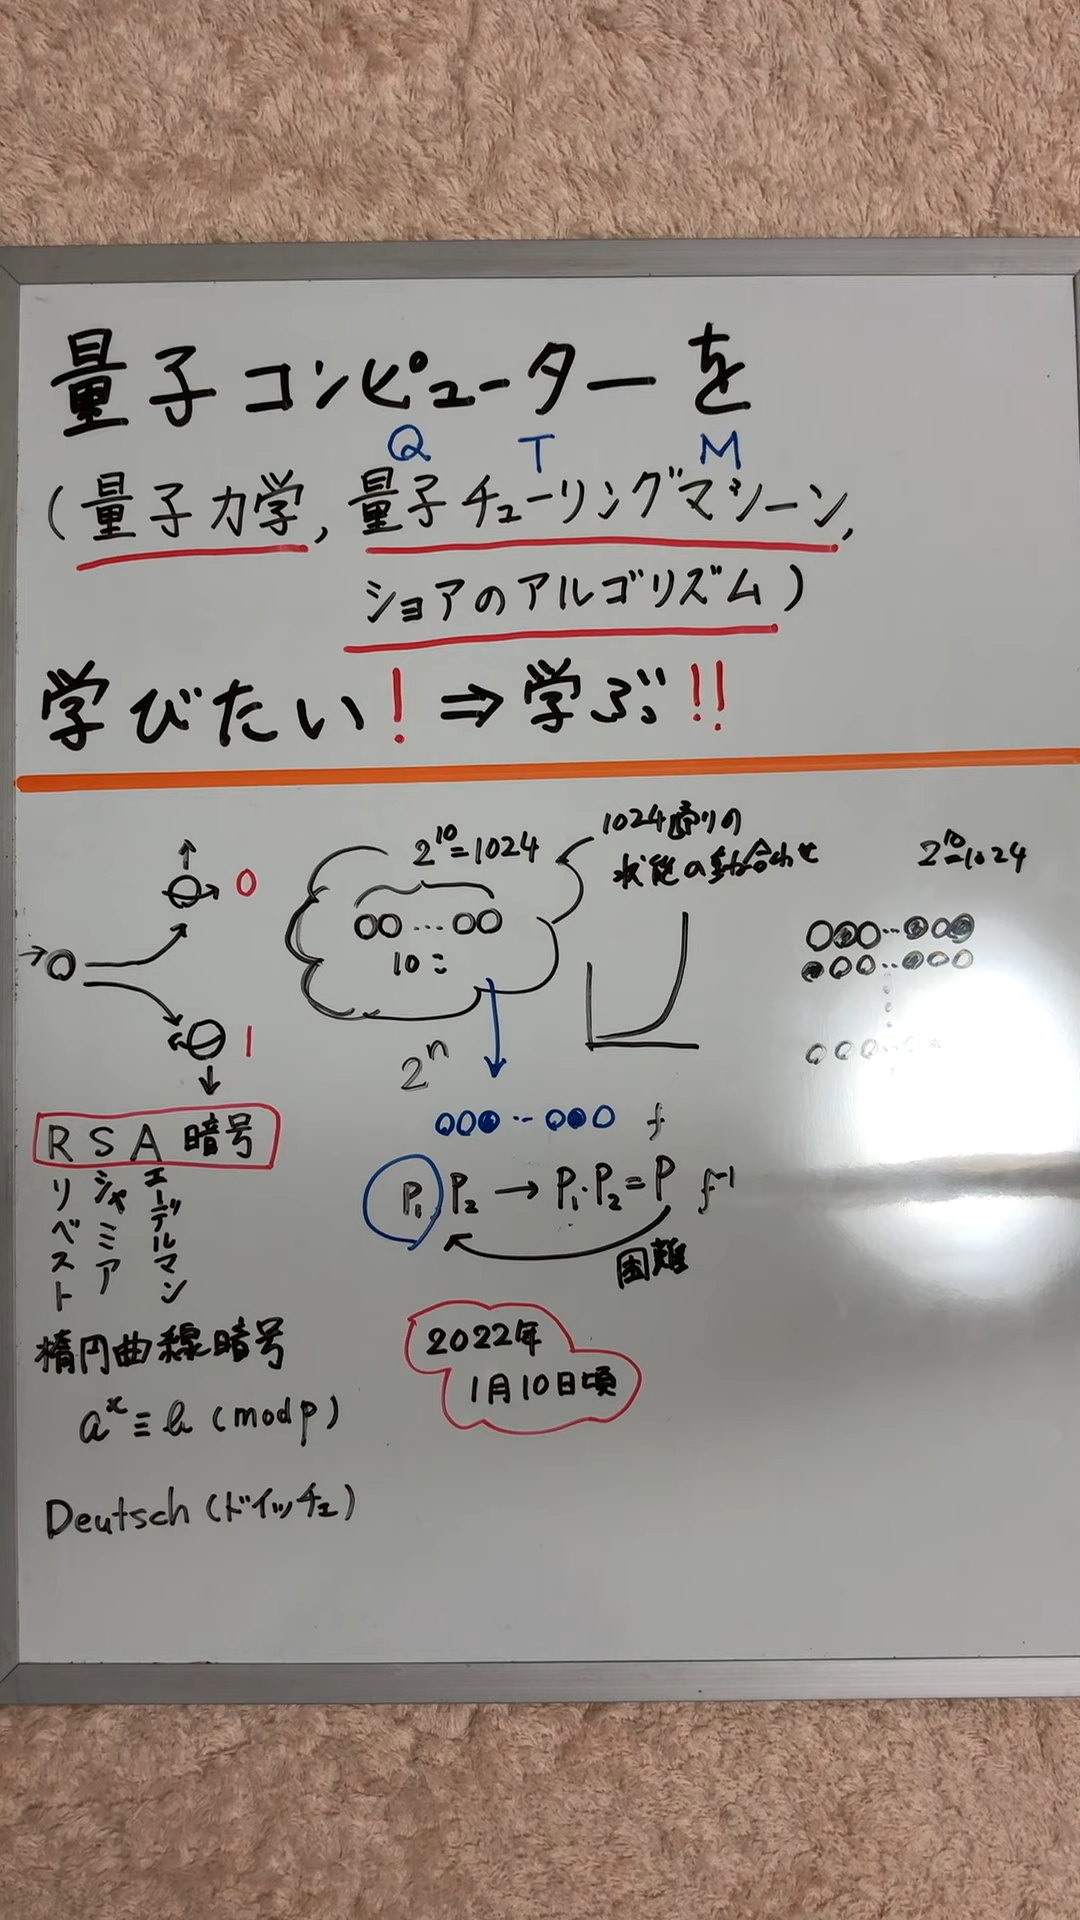 量子コンピューターを
Q T M
(量子力学, 量子チューリングマシーン,
ショアのアルゴリズム)
学びたい! ⇒ 学ぶ!!
0
1
2^10=1024
○○…○○
10こ
1024通りの
状態の重ね合わせ
2^10=1024
2^n
f
P₁ P₂ → P₁・P₂=P f⁻¹
困難
RSA暗号
リベスト
シャミア
エーデルマン
楕円曲線暗号
a^x≡b (mod p)
2022年
1月10日頃
Deutsch (ドイッチェ)